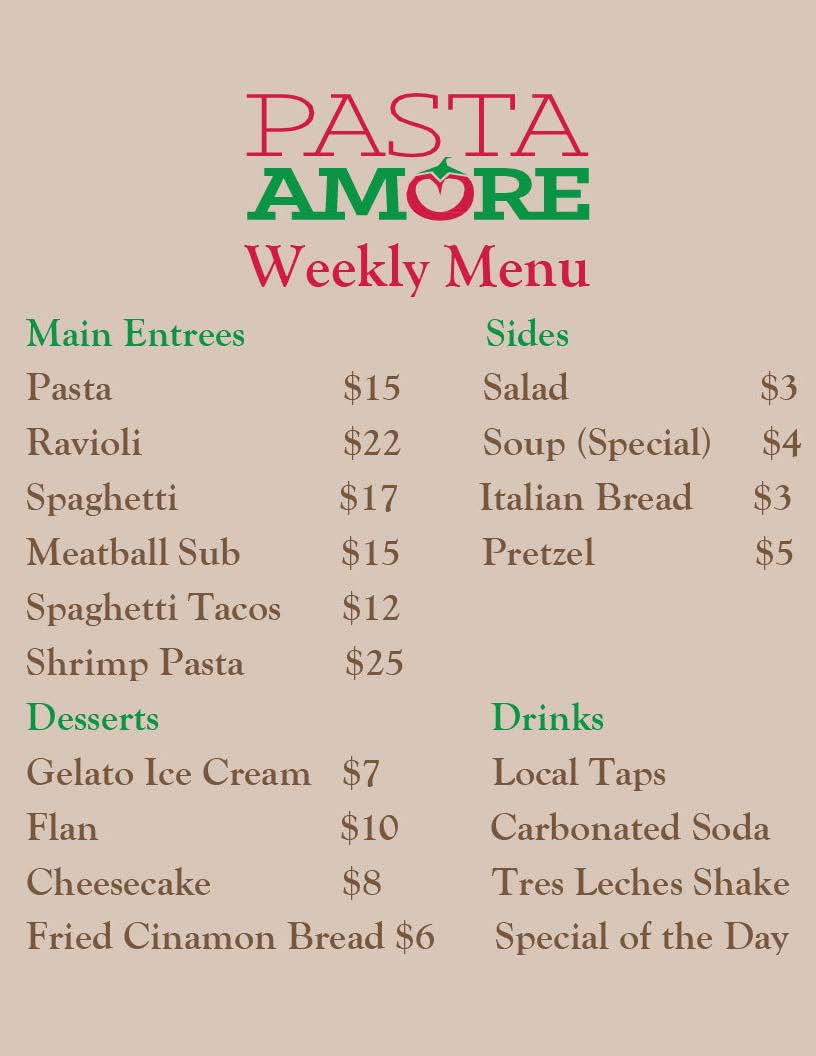 PASTA
AMORE
Weekly Menu
Main Entrees
Pasta $15
Ravioli $22
Spaghetti $17
Meatball Sub $15
Spaghetti Tacos $12
Shrimp Pasta $25
Sides
Salad $3
Soup (Special) $4
Italian Bread $3
Pretzel $5
Desserts
Gelato Ice Cream $7
Flan $10
Cheesecake $8
Fried Cinamon Bread $6
Drinks
Local Taps
Carbonated Soda
Tres Leches Shake
Special of the Day